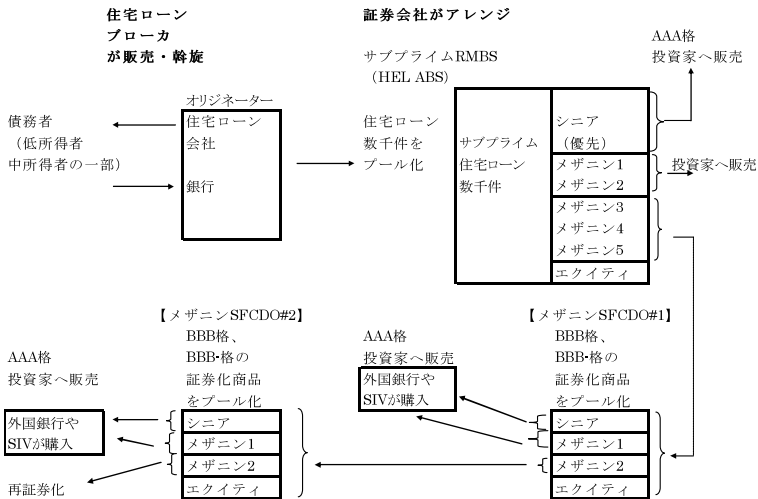 住宅ローン
ブローカ
が販売・斡旋
証券会社がアレンジ
サブプライムRMBS
（HEL ABS）
AAA格
投資家へ販売
オリジネーター
債務者
（低所得者
中所得者の一部）
住宅ローン
会社
銀行
住宅ローン
数千件を
プール化
サブプライム
住宅ローン
数千件
シニア
（優先）
メザニン1
メザニン2
メザニン3
メザニン4
メザニン5
エクイティ
投資家へ販売
【メザニンSFCDO#2】
BBB格、
BBB-格の
証券化商品
をプール化
AAA格
投資家へ販売
外国銀行や
SIVが購入
再証券化
シニア
メザニン1
メザニン2
エクイティ
AAA格
投資家へ販売
外国銀行や
SIVが購入
【メザニンSFCDO#1】
BBB格、
BBB-格の
証券化商品
をプール化
シニア
メザニン1
メザニン2
エクイティ